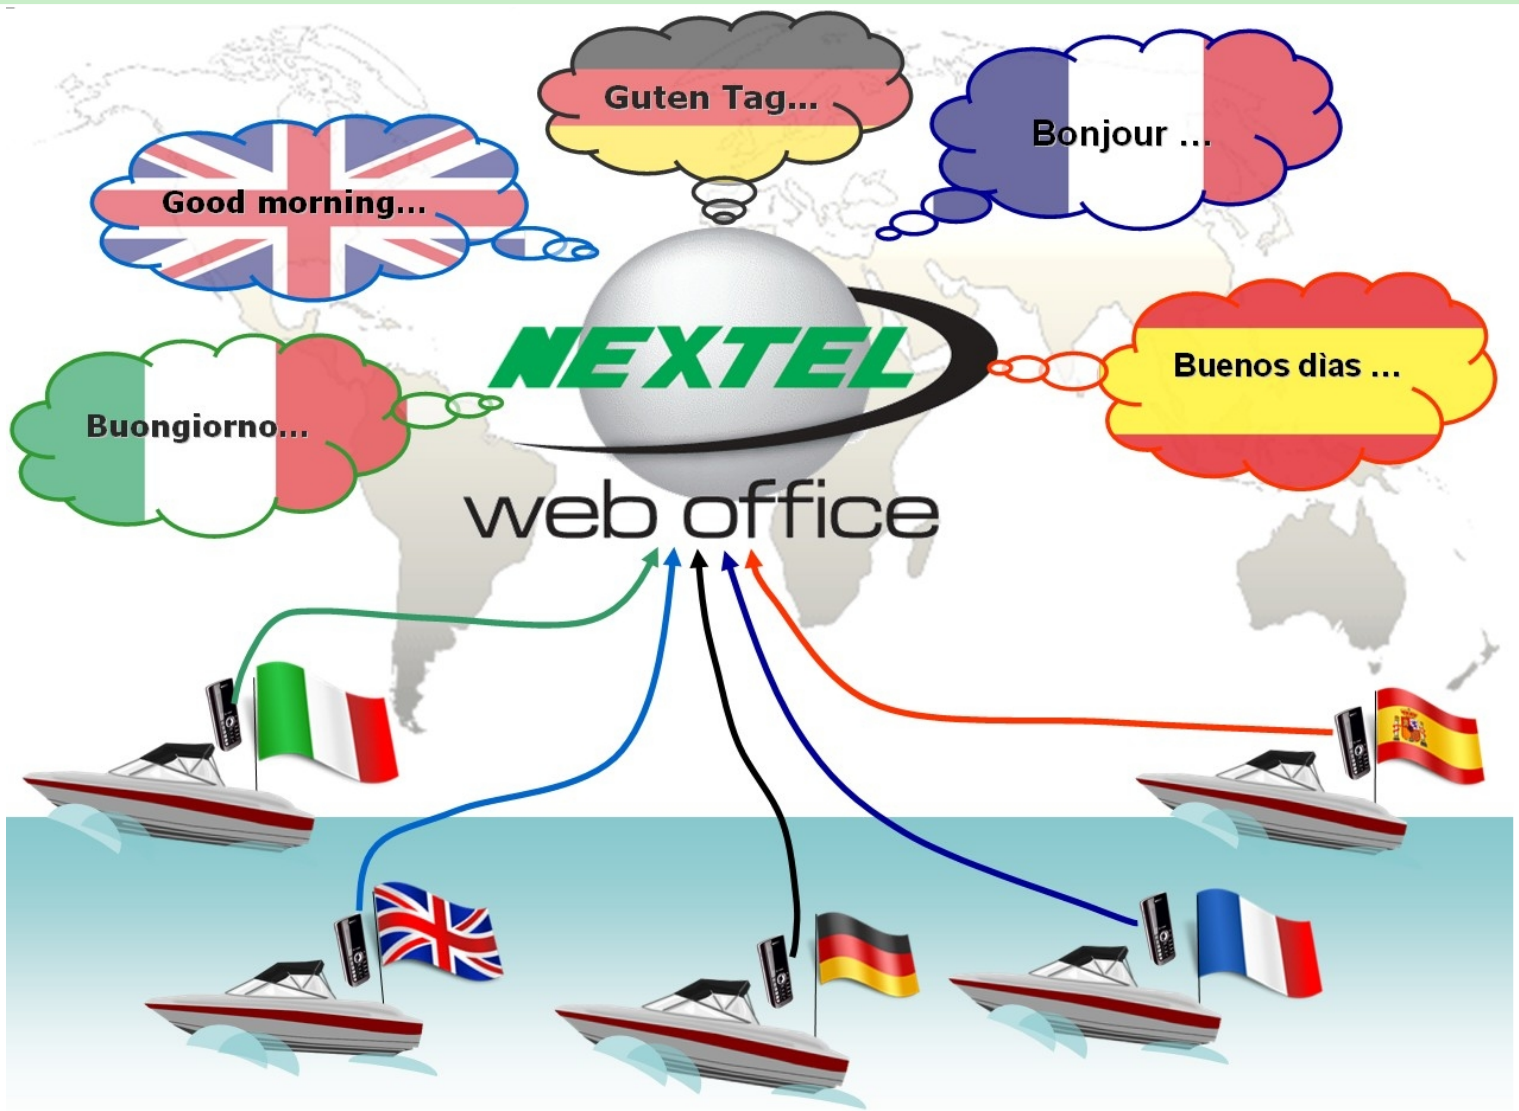 Guten Tag...
Bonjour ...
Good morning...
NEXTEL
Buenos dìas ...
Buongiorno...
web office